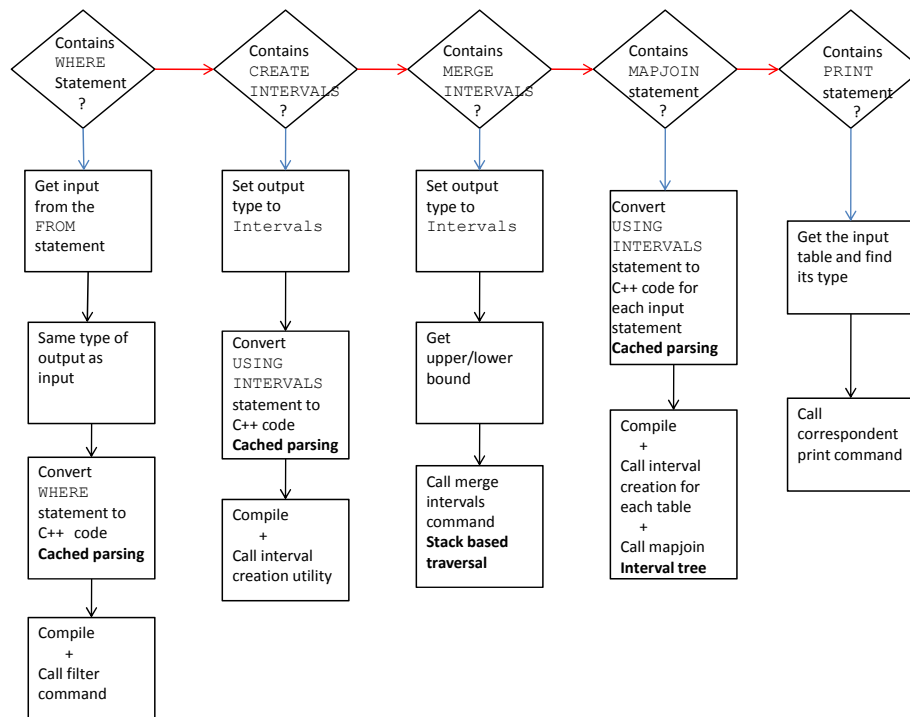 Contains
WHERE
Statement
?
Contains
CREATE
INTERVALS
?
Contains
MERGE
INTERVALS
?
Contains
MAPJOIN
statement
?
Contains
PRINT
statement
?
Get input
from the
FROM
statement
Same type of
output as
input
Convert
WHERE
statement to
C++ code
Cached parsing
Compile
+
Call filter
command
Set output
type to
Intervals
Convert
USING
INTERVALS
statement to
C++ code
Cached parsing
Compile
+
Call interval
creation utility
Set output
type to
Intervals
Get
upper/lower
bound
Call merge
intervals
command
Stack based
traversal
Convert
USING
INTERVALS
statement to
C++ code for
each input
statement
Cached parsing
Compile
+
Call interval
creation for
each table
+
Call mapjoin
Interval tree
Get the input
table and find
its type
Call
correspondent
print command